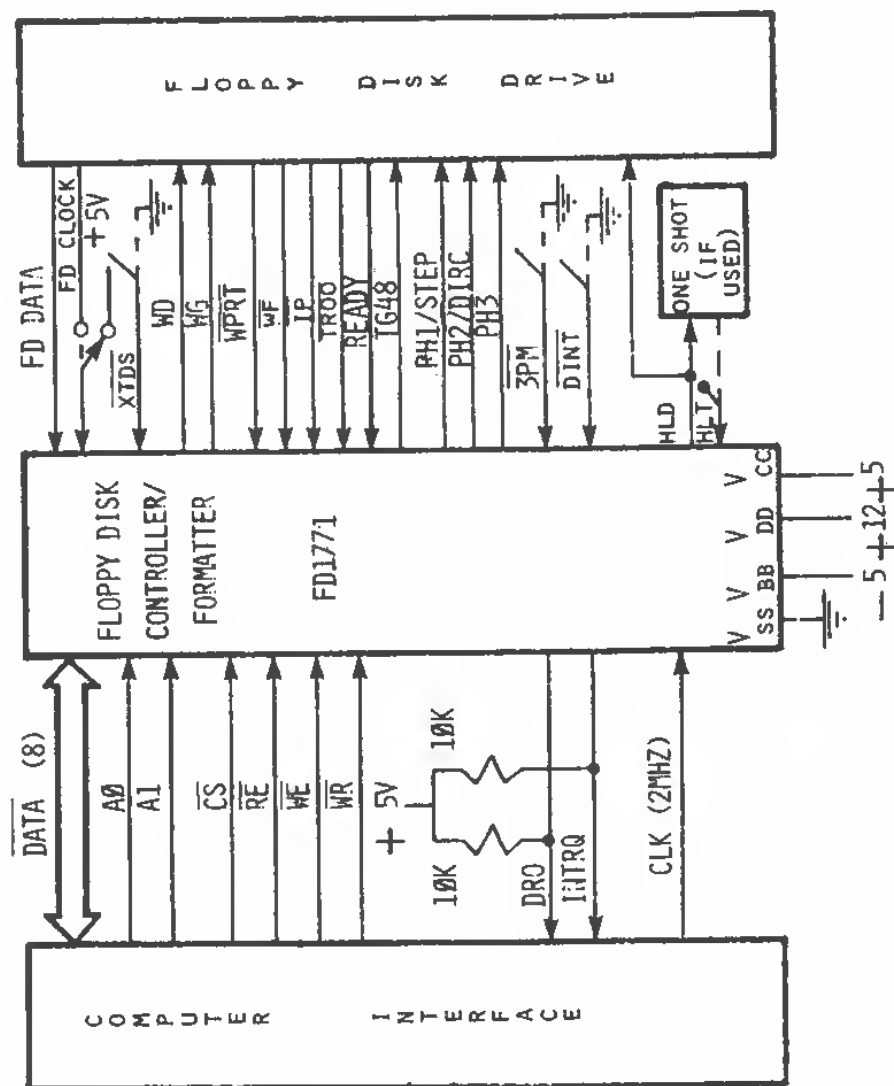 FLOPPY DISK DRIVE
FD DATA
FD CLOCK
+5V
XTDS
WD
WG
WPRT
WF
IP
TR00
READY
TG48
PH1/STEP
PH2/DIRC
PH3
3PM
DINT
HLD
HLT
ONE SHOT
(IF
USED)
FLOPPY DISK
CONTROLLER/
FORMATTER
FD1771
VSS
VBB
VDD
VCC
-5
+12
+5
DATA (8)
A0
A1
CS
RE
WE
WR
+5V
10K
10K
DRO
INTRQ
CLK (2MHZ)
COMPUTER INTERFACE